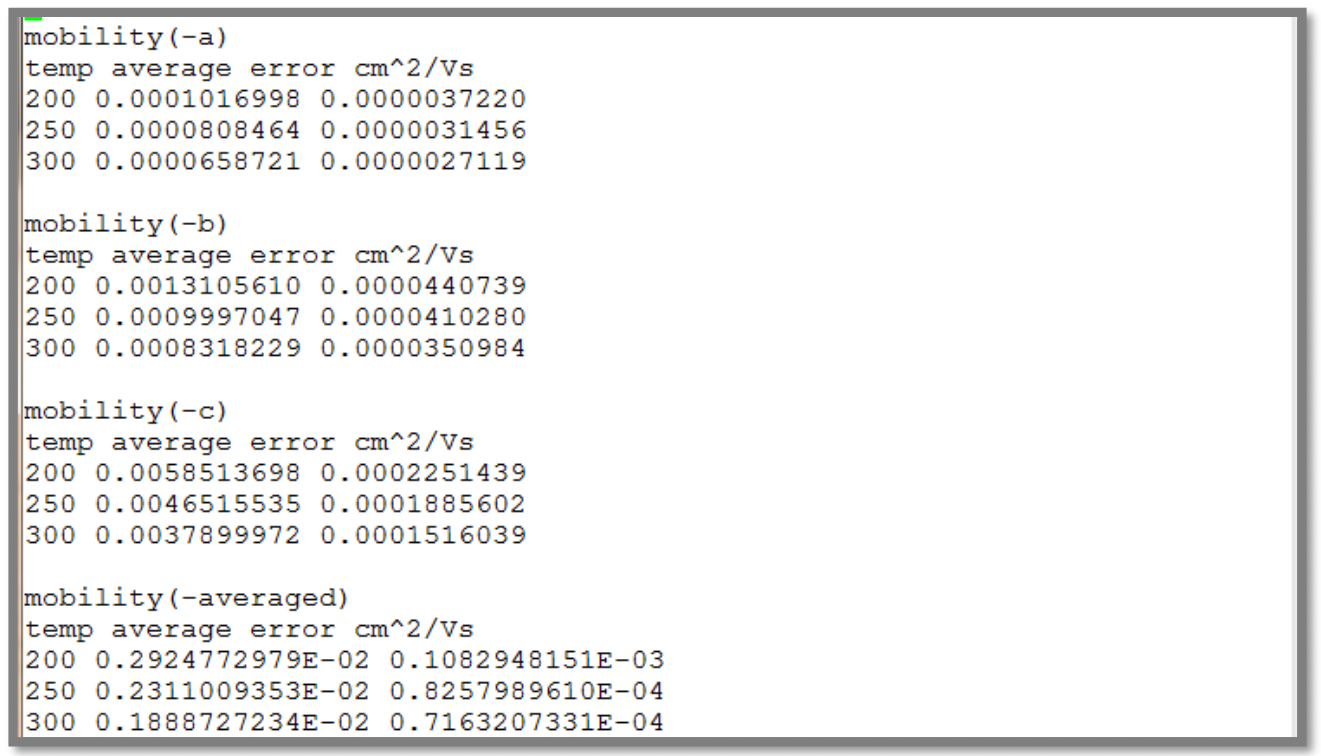 mobility(-a)
temp average error cm^2/Vs
200 0.0001016998 0.0000037220
250 0.0000808464 0.0000031456
300 0.0000658721 0.0000027119
mobility(-b)
temp average error cm^2/Vs
200 0.0013105610 0.0000440739
250 0.0009997047 0.0000410280
300 0.0008318229 0.0000350984
mobility(-c)
temp average error cm^2/Vs
200 0.0058513698 0.0002251439
250 0.0046515535 0.0001885602
300 0.0037899972 0.0001516039
mobility(-averaged)
temp average error cm^2/Vs
200 0.2924772979E-02 0.1082948151E-03
250 0.2311009353E-02 0.8257989610E-04
300 0.1888727234E-02 0.7163207331E-04